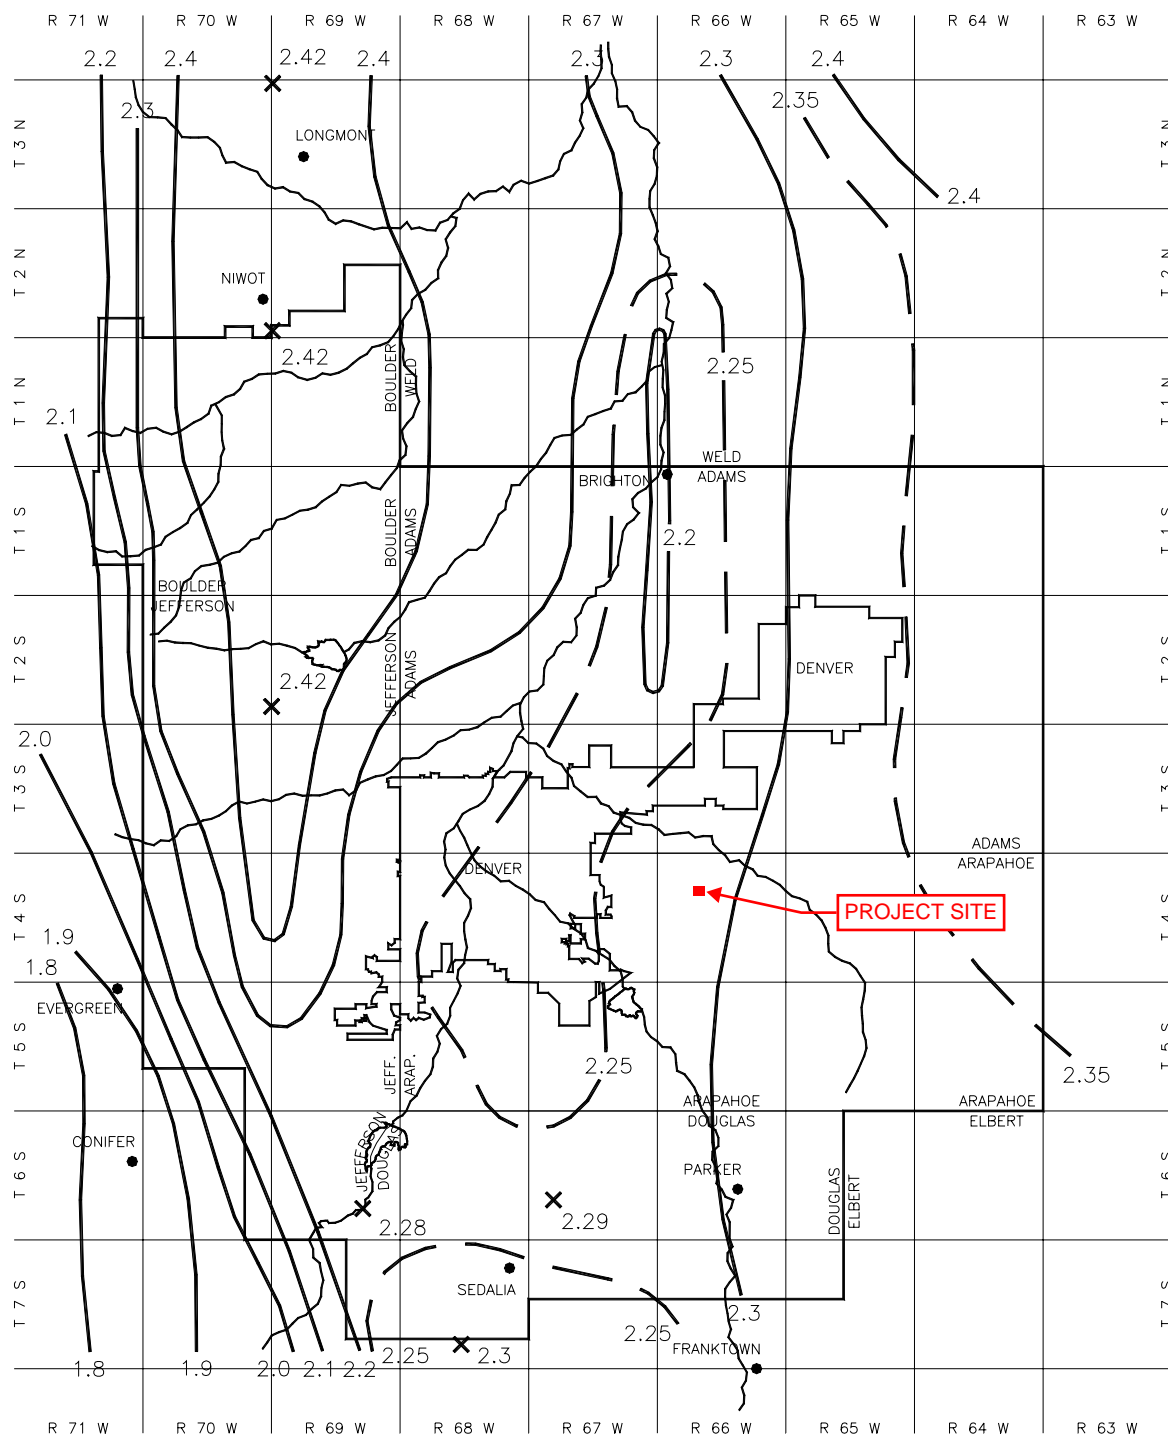 R 71 W
R 70 W
R 69 W
R 68 W
R 67 W
R 66 W
R 65 W
R 64 W
R 63 W
2.2
2.4
2.42
2.4
2.3
2.3
2.4
2.35
2.3
LONGMONT
T 3 N
T 3 N
2.4
NIWOT
T 2 N
T 2 N
2.42
2.25
BOULDER
WELD
T 1 N
T 1 N
2.1
WELD
ADAMS
BRIGHTON
2.2
BOULDER
ADAMS
T 1 S
T 1 S
BOULDER
JEFFERSON
JEFFERSON
ADAMS
DENVER
T 2 S
T 2 S
2.42
2.0
T 3 S
T 3 S
ADAMS
ARAPAHOE
DENVER
PROJECT SITE
T 4 S
T 4 S
1.9
1.8
EVERGREEN
T 5 S
T 5 S
JEFF.
ARAP.
2.25
2.35
ARAPAHOE
DOUGLAS
ARAPAHOE
ELBERT
CONIFER
JEFFERSON
DOUGLAS
PARKER
DOUGLAS
ELBERT
T 6 S
T 6 S
2.28
2.29
SEDALIA
T 7 S
T 7 S
2.3
2.25
FRANKTOWN
1.8
1.9
2.0
2.1
2.2
2.25
2.3
R 71 W
R 70 W
R 69 W
R 68 W
R 67 W
R 66 W
R 65 W
R 64 W
R 63 W